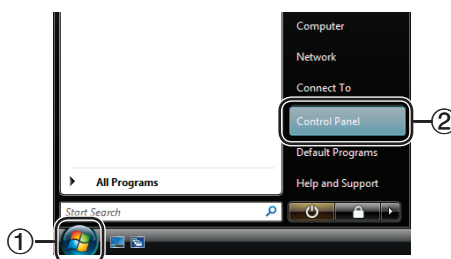 Computer
Network
Connect To
Control Panel
②
Default Programs
All Programs
Help and Support
Start Search
①